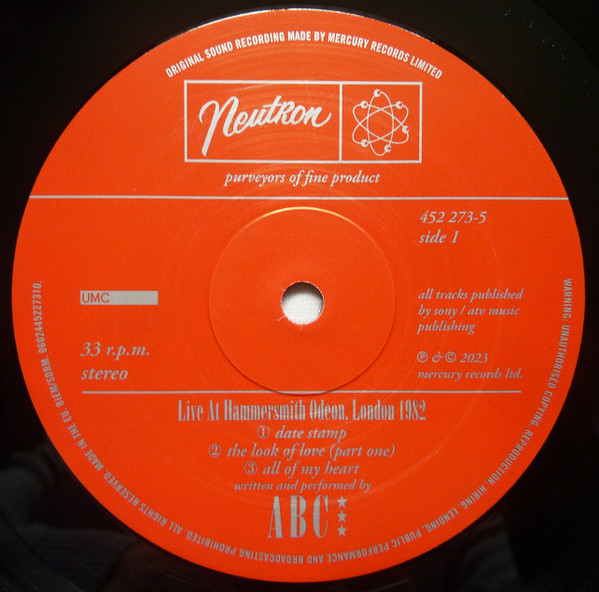 ORIGINAL SOUND RECORDING MADE BY MERCURY RECORDS LIMITED
Neutron
purveyors of fine product
452 273-5
side 1
UMC
all tracks published
by sony / atv music
publishing
33 r.p.m.
stereo
℗ & © 2023
mercury records ltd.
Live At Hammersmith Odeon, London 1982
① date stamp
② the look of love (part one)
③ all of my heart
written and performed by
ABC
WARNING. UNAUTHORISED COPYING, REPRODUCTION, HIRING, LENDING, PUBLIC PERFORMANCE AND BROADCASTING PROHIBITED. ALL RIGHTS RESERVED. MADE IN THE EU. BIEM/SDRM. 0602445227310.